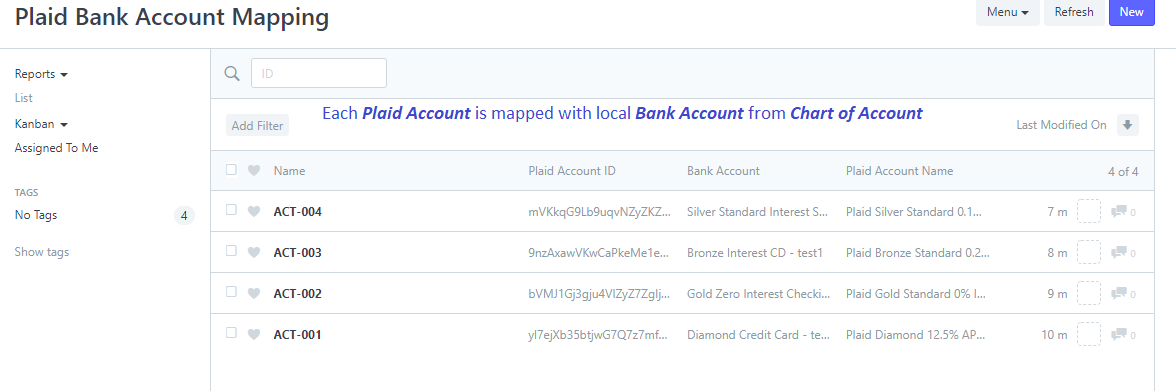 Plaid Bank Account Mapping
Menu Refresh New
Reports
List
Kanban
Assigned To Me
TAGS
No Tags 4
Show tags
ID
Each Plaid Account is mapped with local Bank Account from Chart of Account
Add Filter Last Modified On
Name Plaid Account ID Bank Account Plaid Account Name 4 of 4
ACT-004 mVKkqG9Lb9uqvNZyZKZ... Silver Standard Interest S... Plaid Silver Standard 0.1... 7 m 0
ACT-003 9nzAxawVKwCaPkeMe1e... Bronze Interest CD - test1 Plaid Bronze Standard 0.2... 8 m 0
ACT-002 Gold Zero Interest Checki... Plaid Gold Standard 0% I... 9 m 0
ACT-001 Diamond Credit Card - te... Plaid Diamond 12.5% AP... 10 m 0